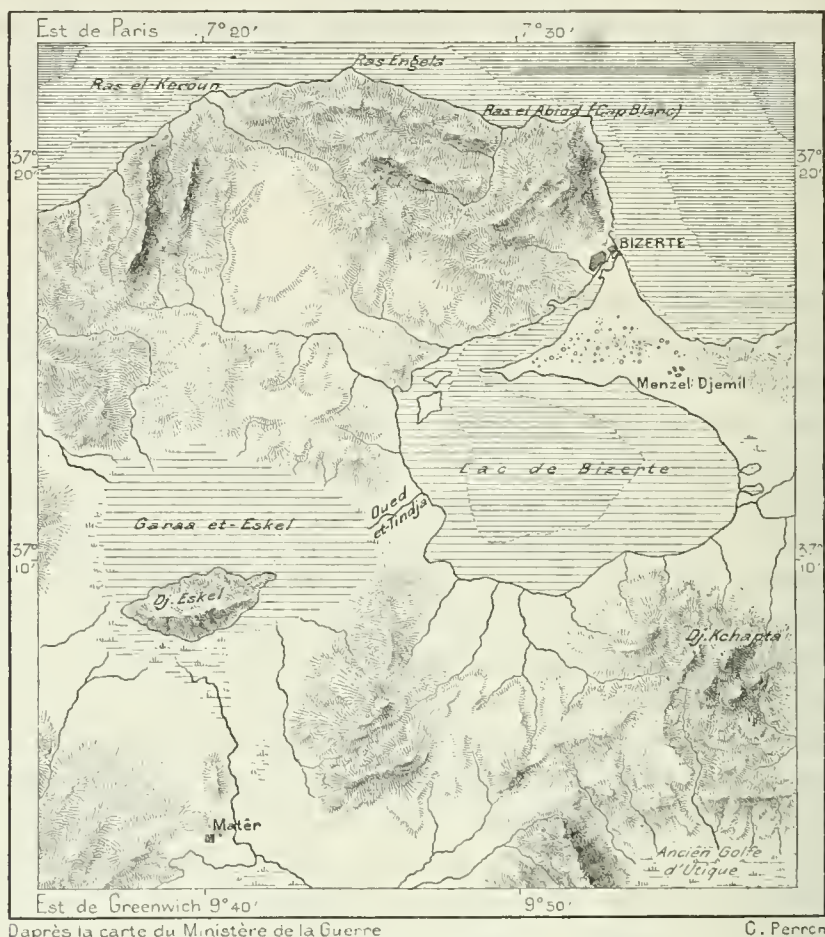 Est de Paris
7°20'
7°30'
Ras Engela
Ras el-Keroun
Ras el Abiod (Cap Blanc)
37°
20'
37°
20'
BIZERTE
Menzel-Djemil
Lac de Bizerte
Oued
et-Tindja
Garaa et-Eskel
37°
10'
37°
10'
Dj. Eskel
Dj. Kchapta
Matêr
Ancien Golfe
d'Utique
Est de Greenwich 9°40'
9°50'
D'après la carte du Ministère de la Guerre
C. Perron